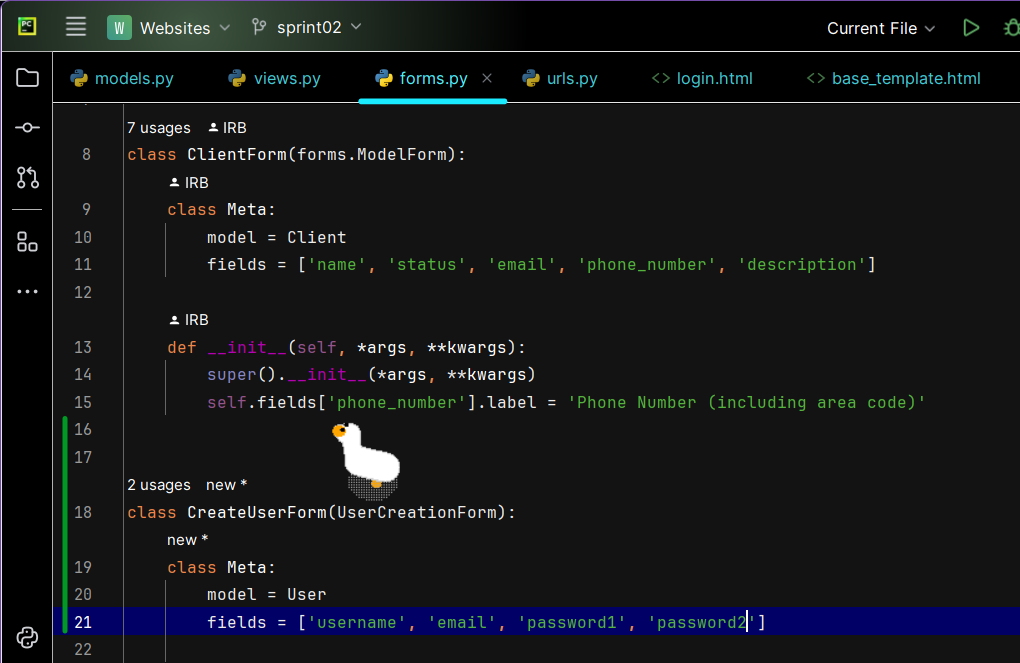 PC W Websites sprint02 Current File
models.py views.py forms.py urls.py <> login.html <> base_template.html
7 usages IRB
8 class ClientForm(forms.ModelForm):
IRB
9 class Meta:
10 model = Client
11 fields = ['name', 'status', 'email', 'phone_number', 'description']
12
IRB
13 def __init__(self, *args, **kwargs):
14 super().__init__(*args, **kwargs)
15 self.fields['phone_number'].label = 'Phone Number (including area code)'
16
17
2 usages new *
18 class CreateUserForm(UserCreationForm):
new *
19 class Meta:
20 model = User
21 fields = ['username', 'email', 'password1', 'password2']
22